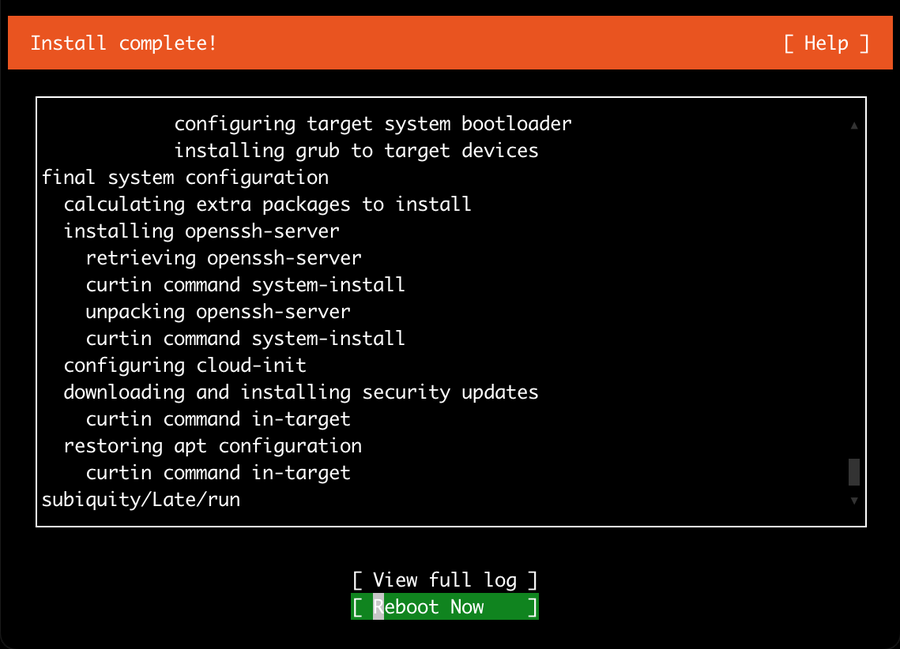 Install complete! [ Help ]
configuring target system bootloader
installing grub to target devices
final system configuration
calculating extra packages to install
installing openssh-server
retrieving openssh-server
curtin command system-install
unpacking openssh-server
curtin command system-install
configuring cloud-init
downloading and installing security updates
curtin command in-target
restoring apt configuration
curtin command in-target
subiquity/Late/run
[ View full log ]
[ Reboot Now ]